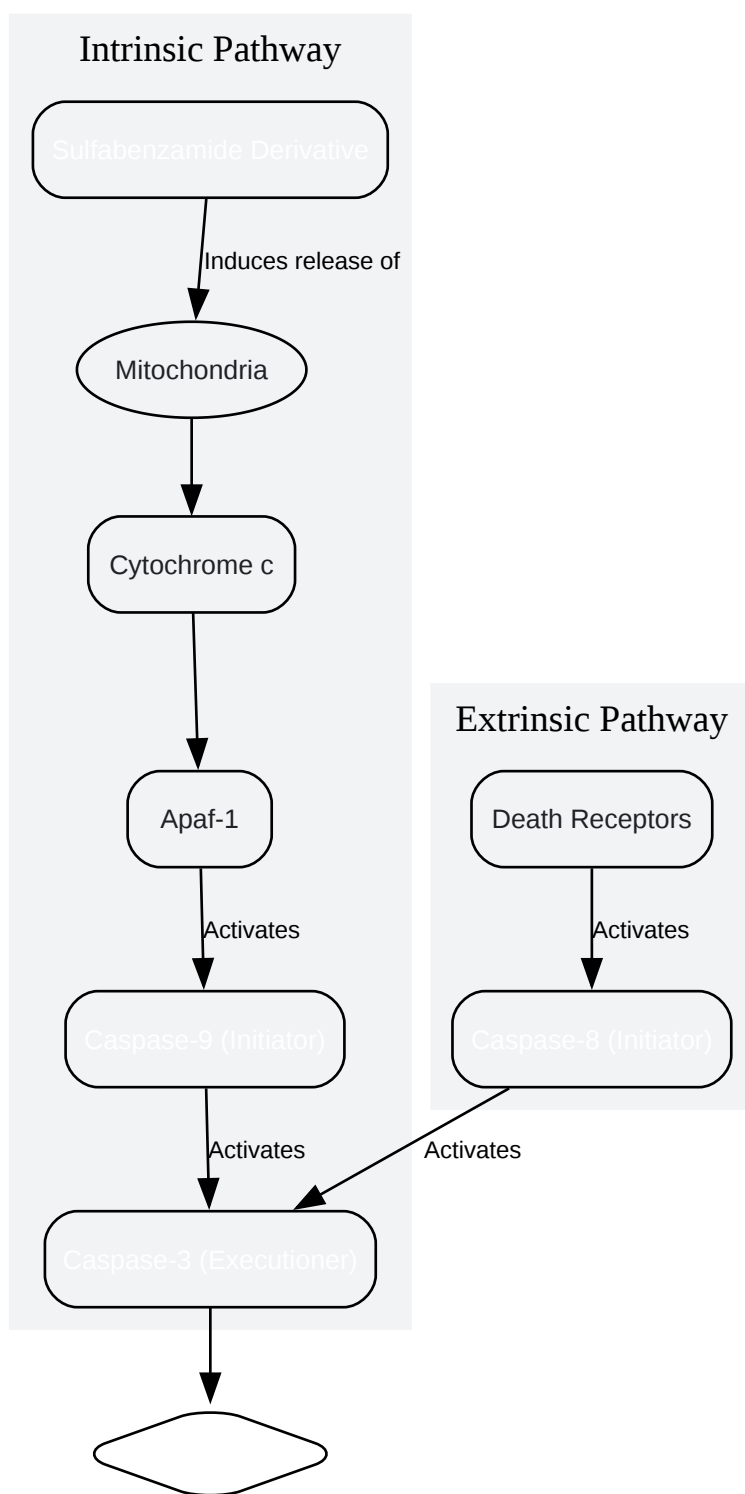 Intrinsic Pathway
Sulfabenzamide Derivative
Induces release of
Mitochondria
Cytochrome c
Extrinsic Pathway
Apaf-1
Death Receptors
Activates
Activates
Caspase-9 (Initiator)
Caspase-8 (Initiator)
Activates
Activates
Caspase-3 (Executioner)